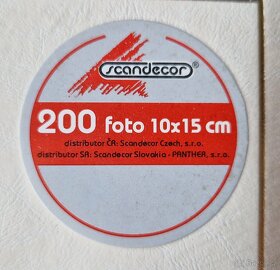 scandecor®
200 foto 10x15 cm
distributor ČR: Scandecor Czech, s.r.o.
distributor SR: Scandecor Slovakia - PANTHER, s.r.o.